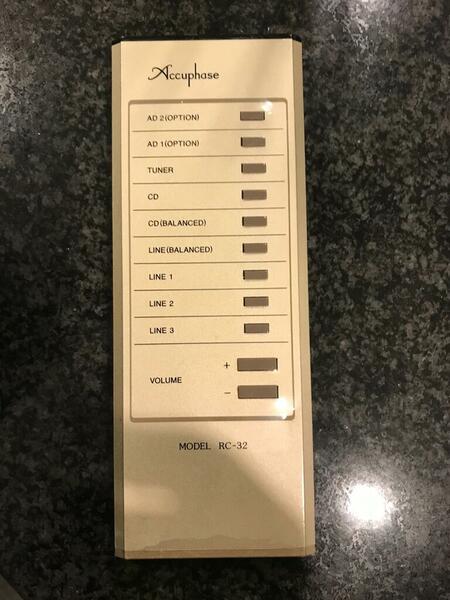 Accuphase
AD 2(OPTION)
AD 1(OPTION)
TUNER
CD
CD(BALANCED)
LINE(BALANCED)
LINE 1
LINE 2
LINE 3
+
VOLUME
−
MODEL RC-32